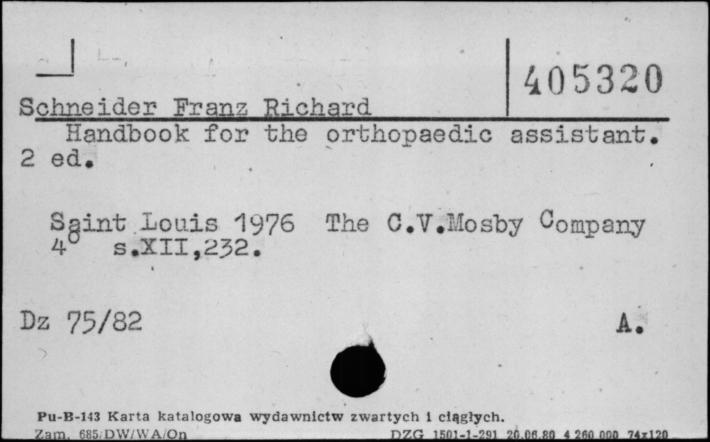 405320
Schneider Franz Richard
Handbook for the orthopaedic assistant.
2 ed.
Saint Louis 1976 The C.V.Mosby Company
4° s.XII,232.
Dz 75/82 A.
Pu-B-143 Karta katalogowa wydawnictw zwartych i ciągłych.
Zam. 685/DW/WA/On DZG 1501-1-291 20.06.80 4 260 000 74x120